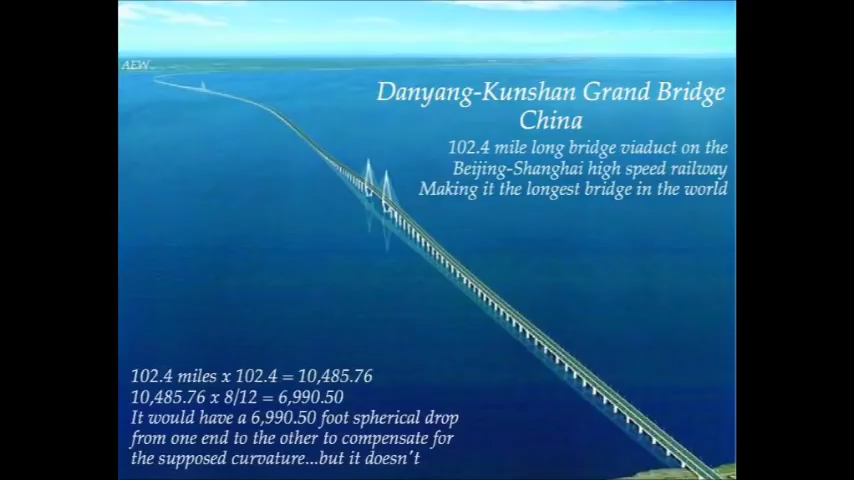 AEW
Danyang-Kunshan Grand Bridge
China
102.4 mile long bridge viaduct on the
Beijing-Shanghai high speed railway
Making it the longest bridge in the world
102.4 miles x 102.4 = 10,485.76
10,485.76 x 8/12 = 6,990.50
It would have a 6,990.50 foot spherical drop
from one end to the other to compensate for
the supposed curvature...but it doesn't